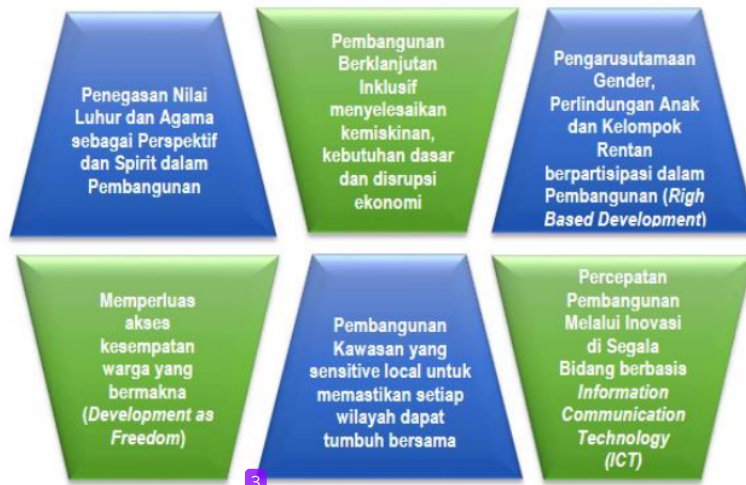 Penegasan Nilai
Luhur dan Agama
sebagai Perspektif
dan Spirit dalam
Pembangunan
Pembangunan
Berklanjutan
Inklusif
menyelesaikan
kemiskinan,
kebutuhan dasar
dan disrupsi
ekonomi
Pengarusutamaan
Gender,
Perlindungan Anak
dan Kelompok
Rentan
berpartisipasi dalam
Pembangunan (Righ
Based Development)
Memperluas
akses
kesempatan
warga yang
bermakna
(Development as
Freedom)
Pembangunan
Kawasan yang
sensitive local untuk
memastikan setiap
wilayah dapat
tumbuh bersama
Percepatan
Pembangunan
Melalui Inovasi
di Segala
Bidang berbasis
Information
Communication
Technology
(ICT)
3